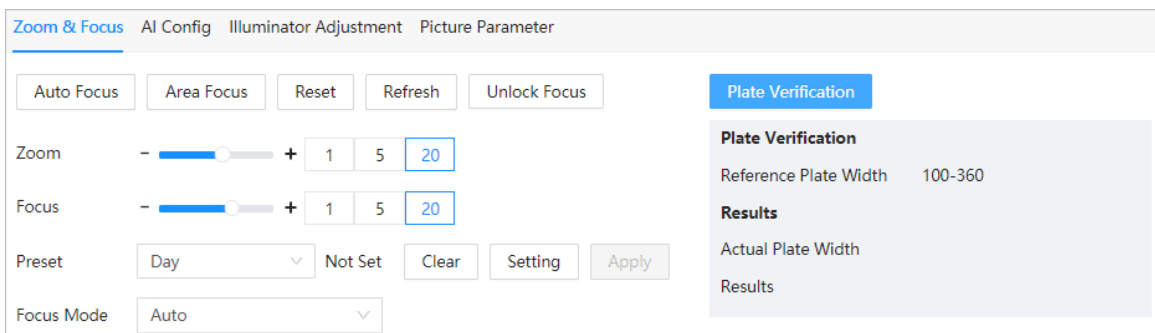 Zoom & Focus AI Config Illuminator Adjustment Picture Parameter
Auto Focus Area Focus Reset Refresh Unlock Focus
Zoom - + 1 5 20
Focus - + 1 5 20
Preset Day Not Set Clear Setting Apply
Focus Mode Auto
Plate Verification
Plate Verification
Reference Plate Width 100-360
Results
Actual Plate Width
Results